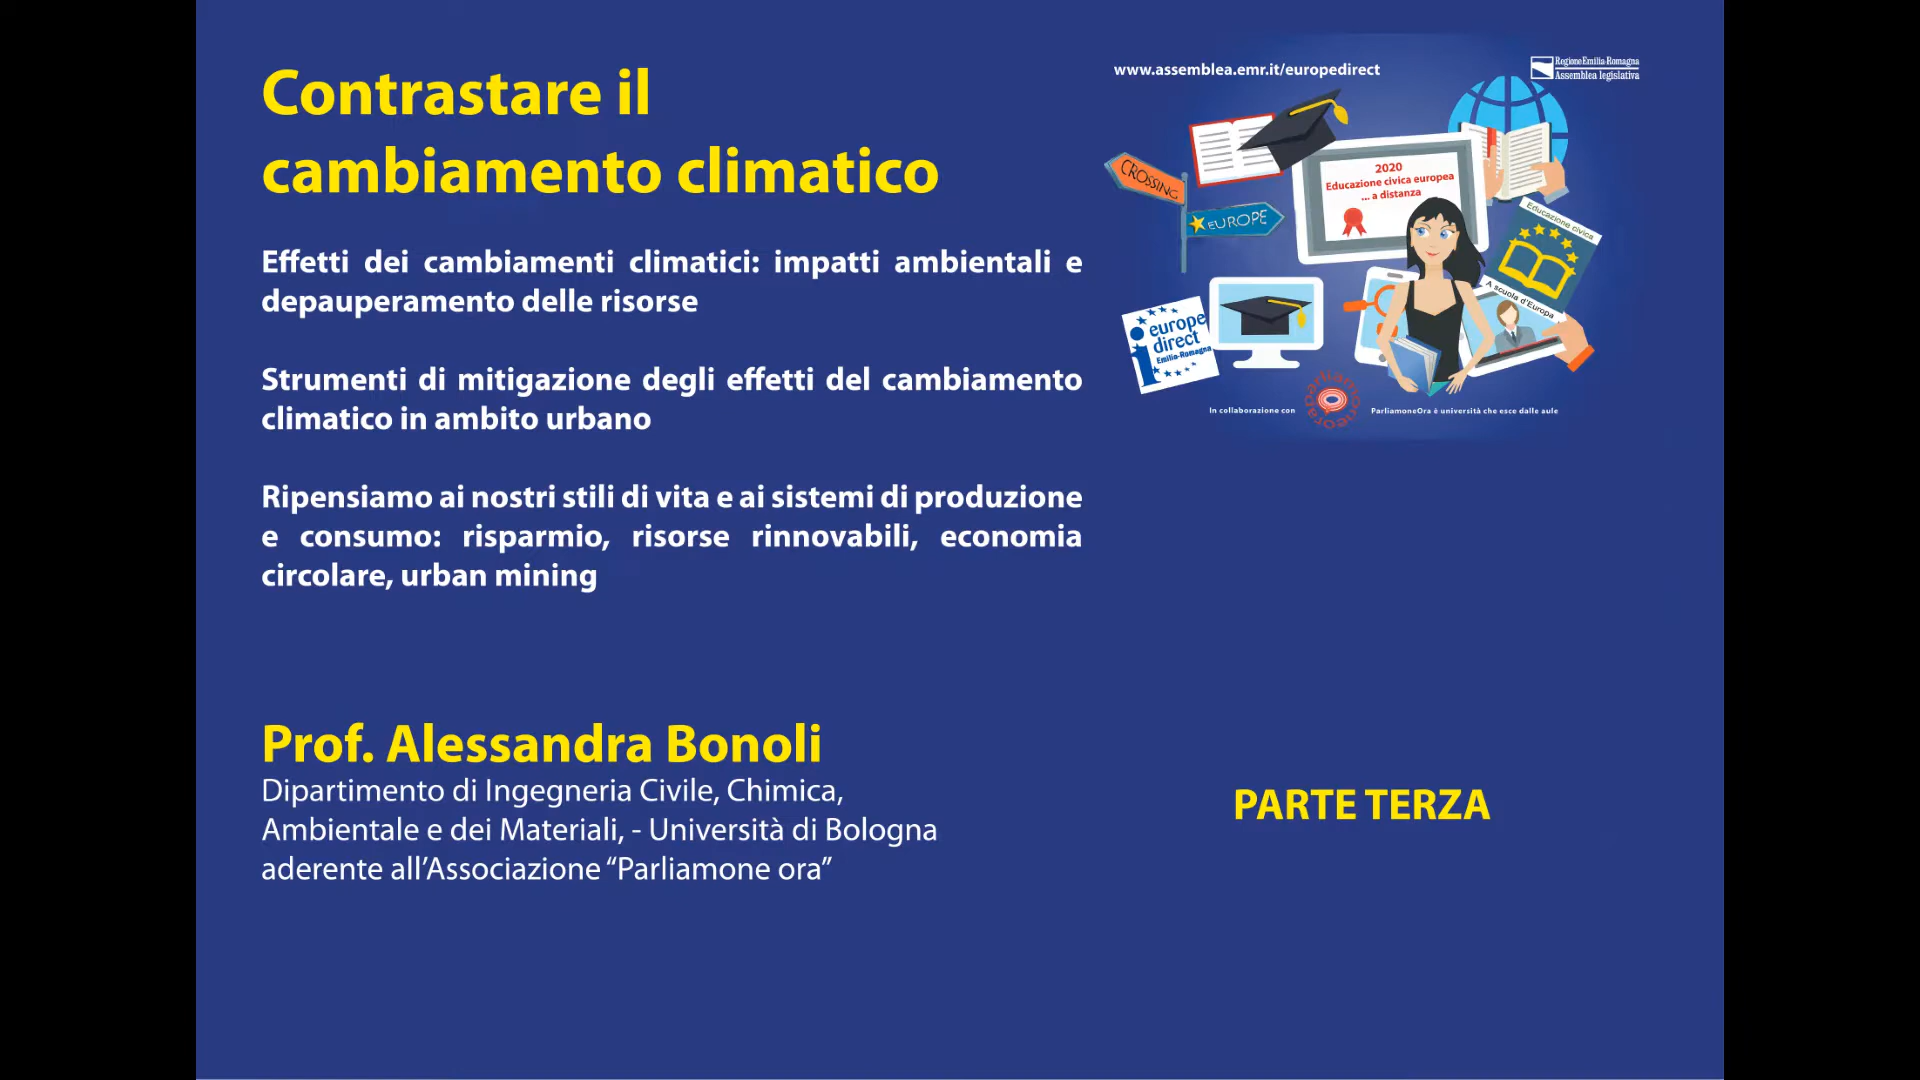 Contrastare il
cambiamento climatico
Effetti dei cambiamenti climatici: impatti ambientali e
depauperamento delle risorse
Strumenti di mitigazione degli effetti del cambiamento
climatico in ambito urbano
Ripensiamo ai nostri stili di vita e ai sistemi di produzione
e consumo: risparmio, risorse rinnovabili, economia
circolare, urban mining
Prof. Alessandra Bonoli
Dipartimento di Ingegneria Civile, Chimica,
Ambientale e dei Materiali, - Università di Bologna
aderente all'Associazione “Parliamone ora”
www.assemblea.emr.it/europedirect
RegioneEmilia-Romagna
Assemblea legislativa
CROSSING
EUROPE
2020
Educazione civica europea
... a distanza
Educazione civica
A scuola d'Europa
europe
direct
Emilia-Romagna
In collaborazione con
parliamoneora
ParliamoneOra è università che esce dalle aule
PARTE TERZA